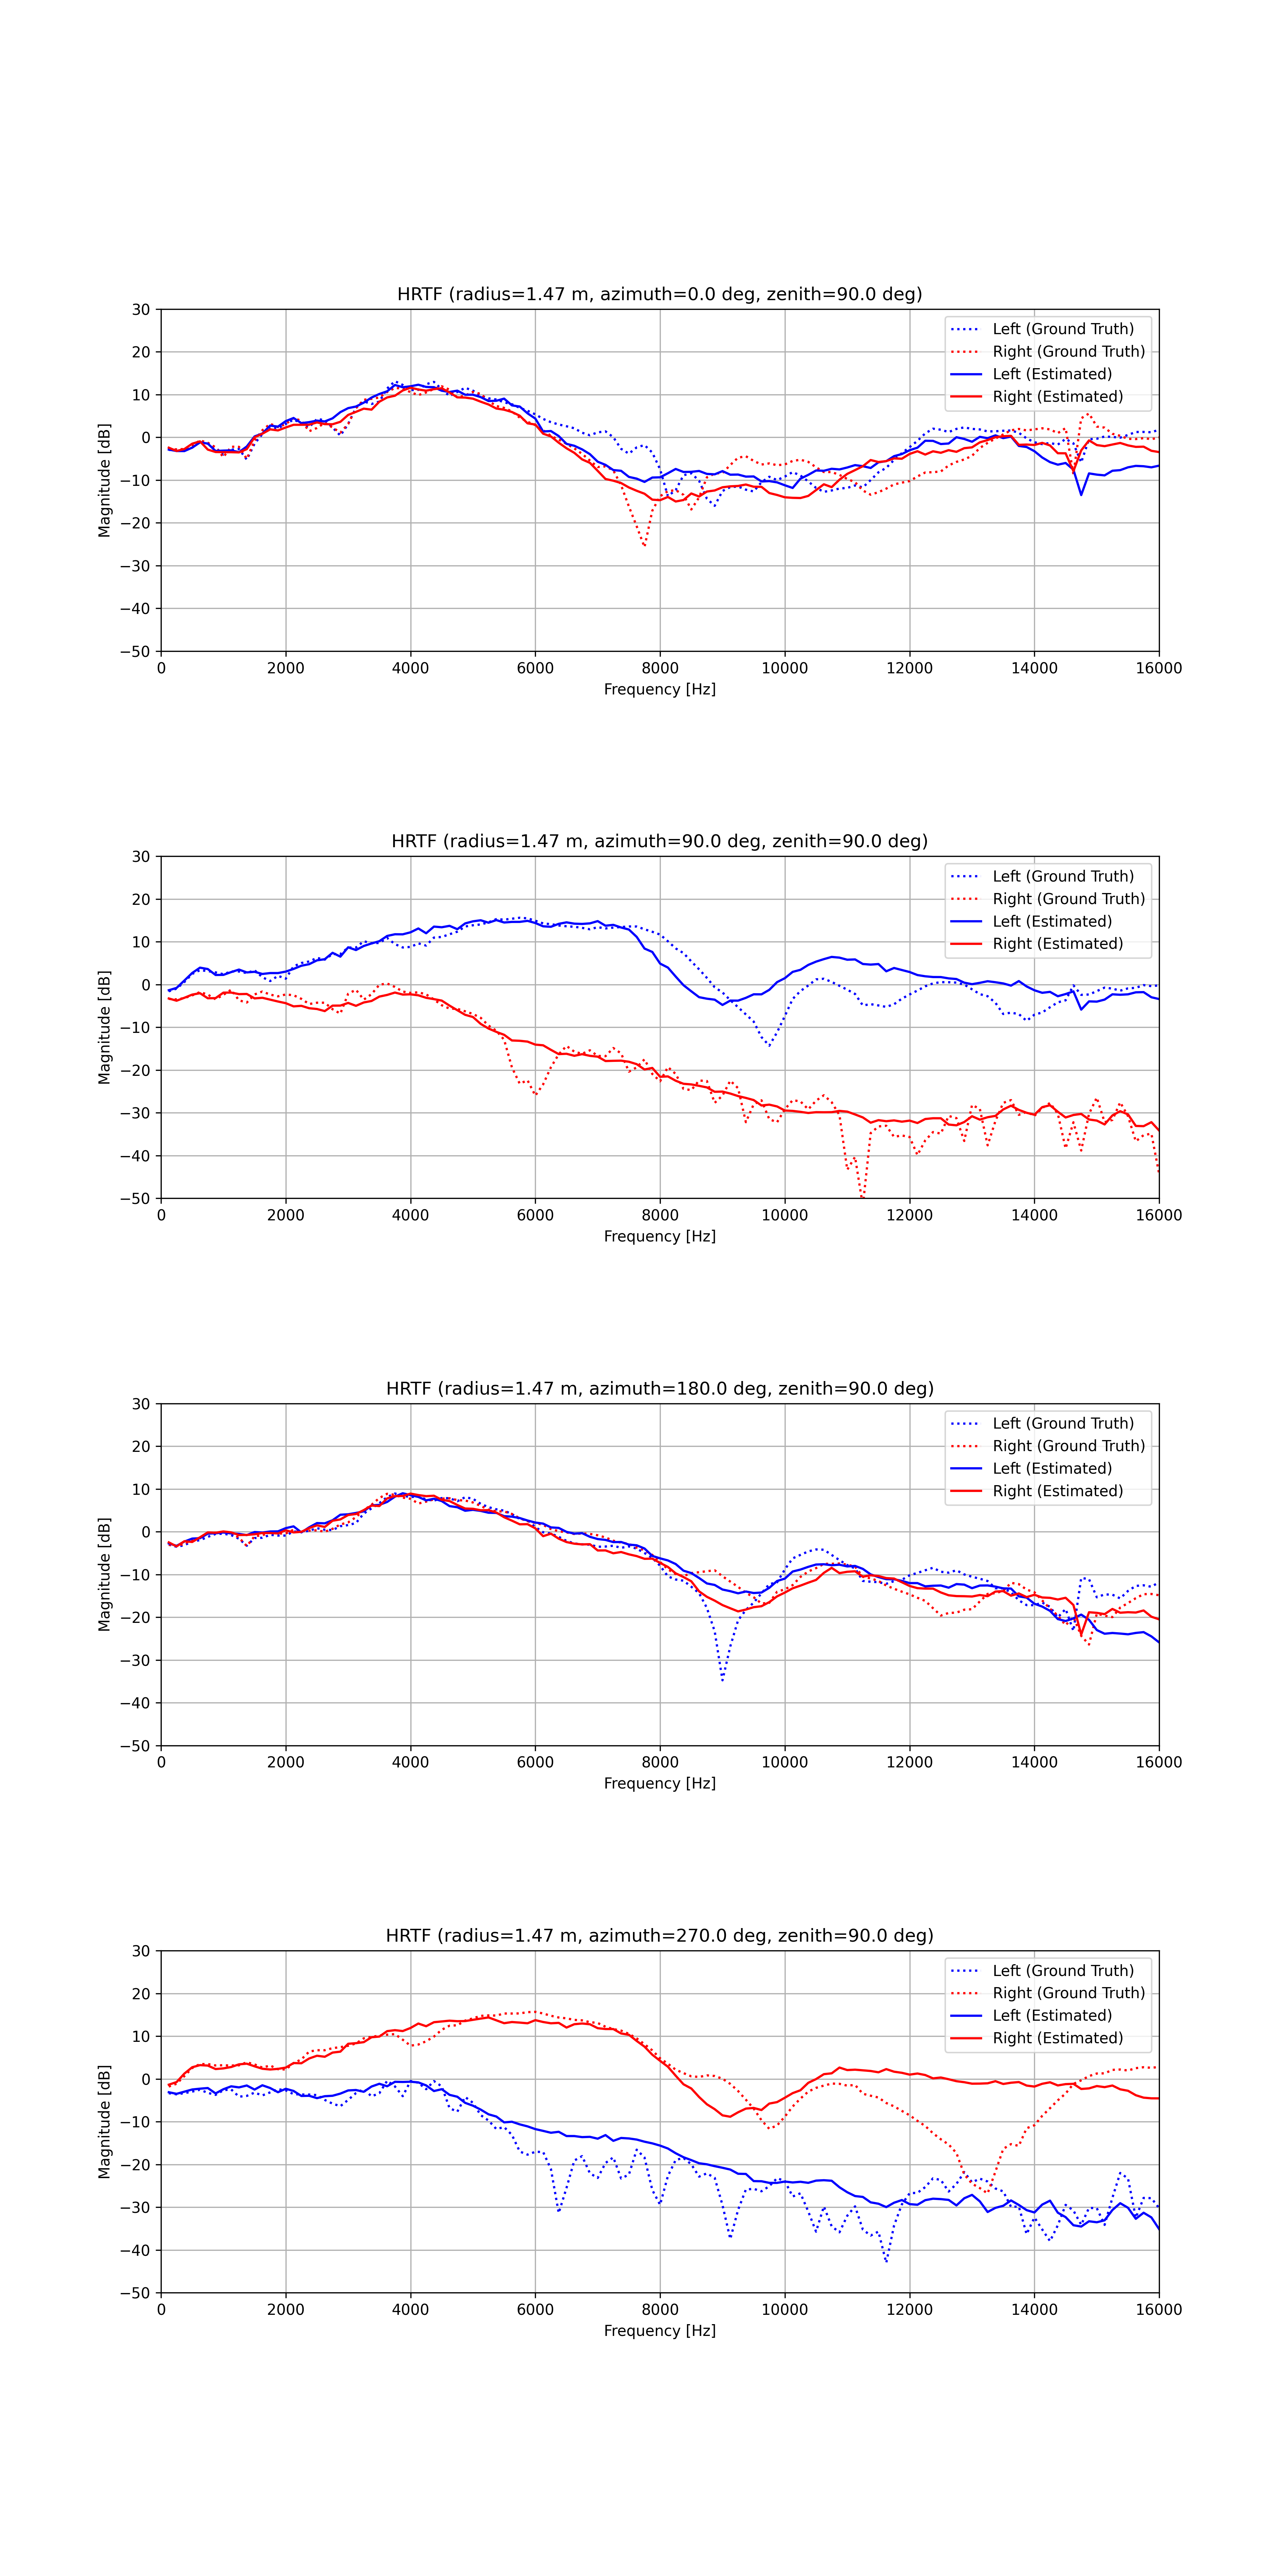 HRTF (radius=1.47 m, azimuth=0.0 deg, zenith=90.0 deg)
30
20
10
0
−10
−20
−30
−40
−50
Magnitude [dB]
Left (Ground Truth)
Right (Ground Truth)
Left (Estimated)
Right (Estimated)
0 2000 4000 6000 8000 10000 12000 14000 16000
Frequency [Hz]
HRTF (radius=1.47 m, azimuth=90.0 deg, zenith=90.0 deg)
30
20
10
0
−10
−20
−30
−40
−50
Magnitude [dB]
Left (Ground Truth)
Right (Ground Truth)
Left (Estimated)
Right (Estimated)
0 2000 4000 6000 8000 10000 12000 14000 16000
Frequency [Hz]
HRTF (radius=1.47 m, azimuth=180.0 deg, zenith=90.0 deg)
30
20
10
0
−10
−20
−30
−40
−50
Magnitude [dB]
Left (Ground Truth)
Right (Ground Truth)
Left (Estimated)
Right (Estimated)
0 2000 4000 6000 8000 10000 12000 14000 16000
Frequency [Hz]
HRTF (radius=1.47 m, azimuth=270.0 deg, zenith=90.0 deg)
30
20
10
0
−10
−20
−30
−40
−50
Magnitude [dB]
Left (Ground Truth)
Right (Ground Truth)
Left (Estimated)
Right (Estimated)
0 2000 4000 6000 8000 10000 12000 14000 16000
Frequency [Hz]